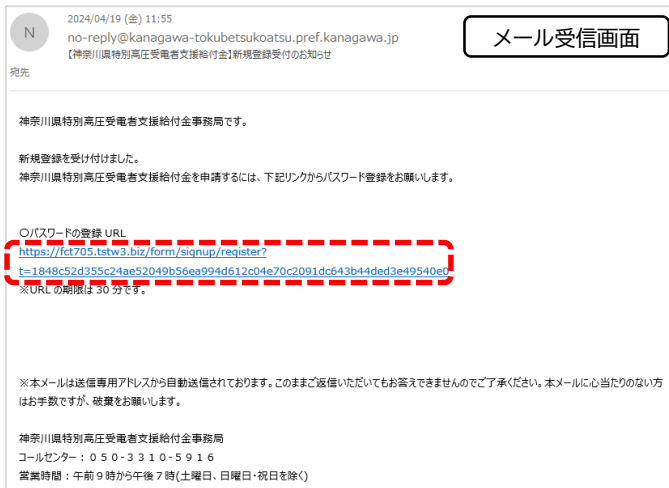 N
2024/04/19 (金) 11:55
no-reply@kanagawa-tokubetsukoatsu.pref.kanagawa.jp
【神奈川県特別高圧受電者支援給付金】新規登録受付のお知らせ
メール受信画面
宛先
神奈川県特別高圧受電者支援給付金事務局です。
新規登録を受け付けました。
神奈川県特別高圧受電者支援給付金を申請するには、下記リンクからパスワード登録をお願いします。
○パスワードの登録 URL
https://fct705.tstw3.biz/form/signup/register?
t=1848c52d355c24ae52049b56ea994d612c04e70c2091dc643b44ded3e49540e0
※URL の期限は 30 分です。
※本メールは送信専用アドレスから自動送信されております。このままご返信いただいてもお答えできませんのでご了承ください。本メールに心当たりのない方
はお手数ですが、破棄をお願いします。
神奈川県特別高圧受電者支援給付金事務局
コールセンター：０５０-３３１０-５９１６
営業時間：午前９時から午後７時(土曜日、日曜日・祝日を除く)